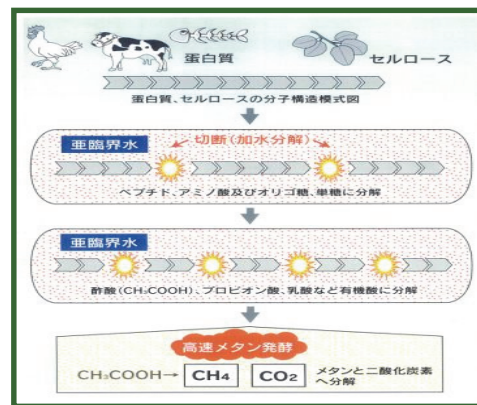 蛋白質
セルロース
蛋白質、セルロースの分子構造模式図
亜臨界水
切断(加水分解)
ペプチド、アミノ酸及びオリゴ糖、単糖に分解
亜臨界水
酢酸(CH₃COOH)、プロピオン酸、乳酸など有機酸に分解
高速メタン発酵
CH₃COOH→ CH4 CO2 メタンと二酸化炭素
へ分解